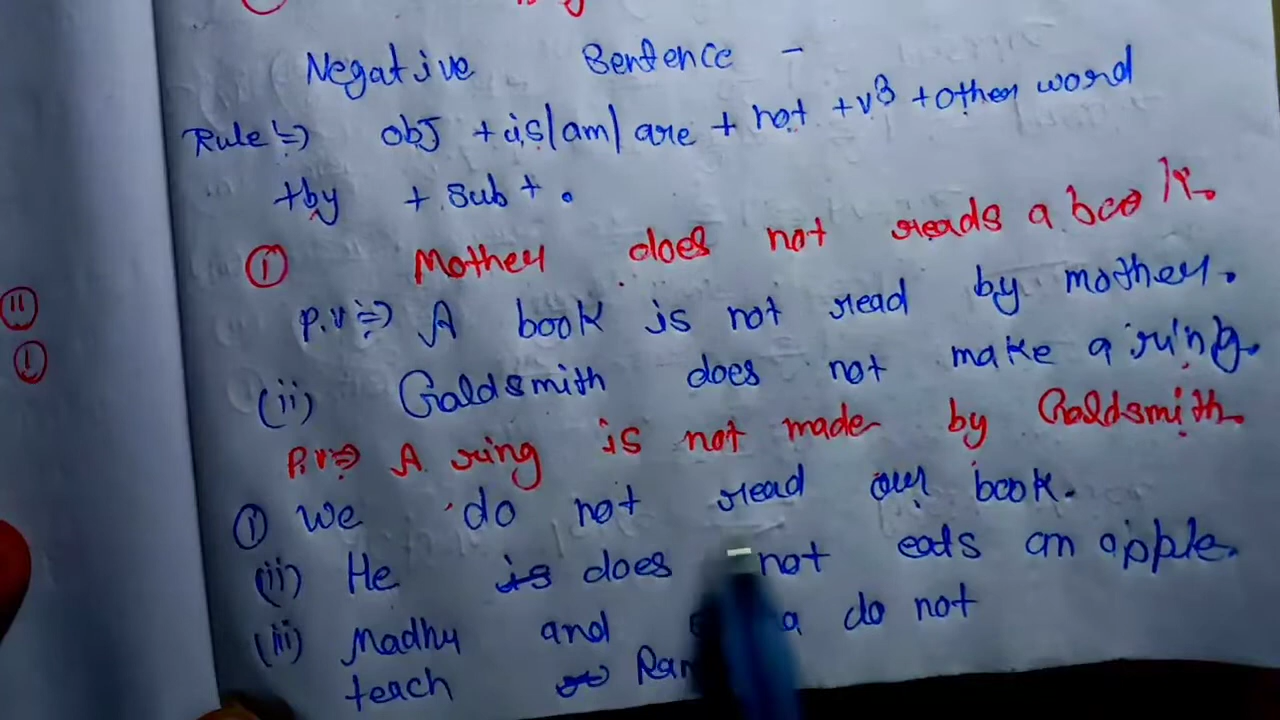 Negative Sentence -
Rule => obj + is/am/are + not + v3 + other word
+by + sub + .
(i) Mother does not reads a book.
p.v => A book is not read by mother.
(ii) Goldsmith does not make a ring.
p.v => A ring is not made by Goldsmith.
(i) We do not read our book.
(ii) He is does not eats an apple.
(iii) Madhu and do not
teach
(ii)
(i)